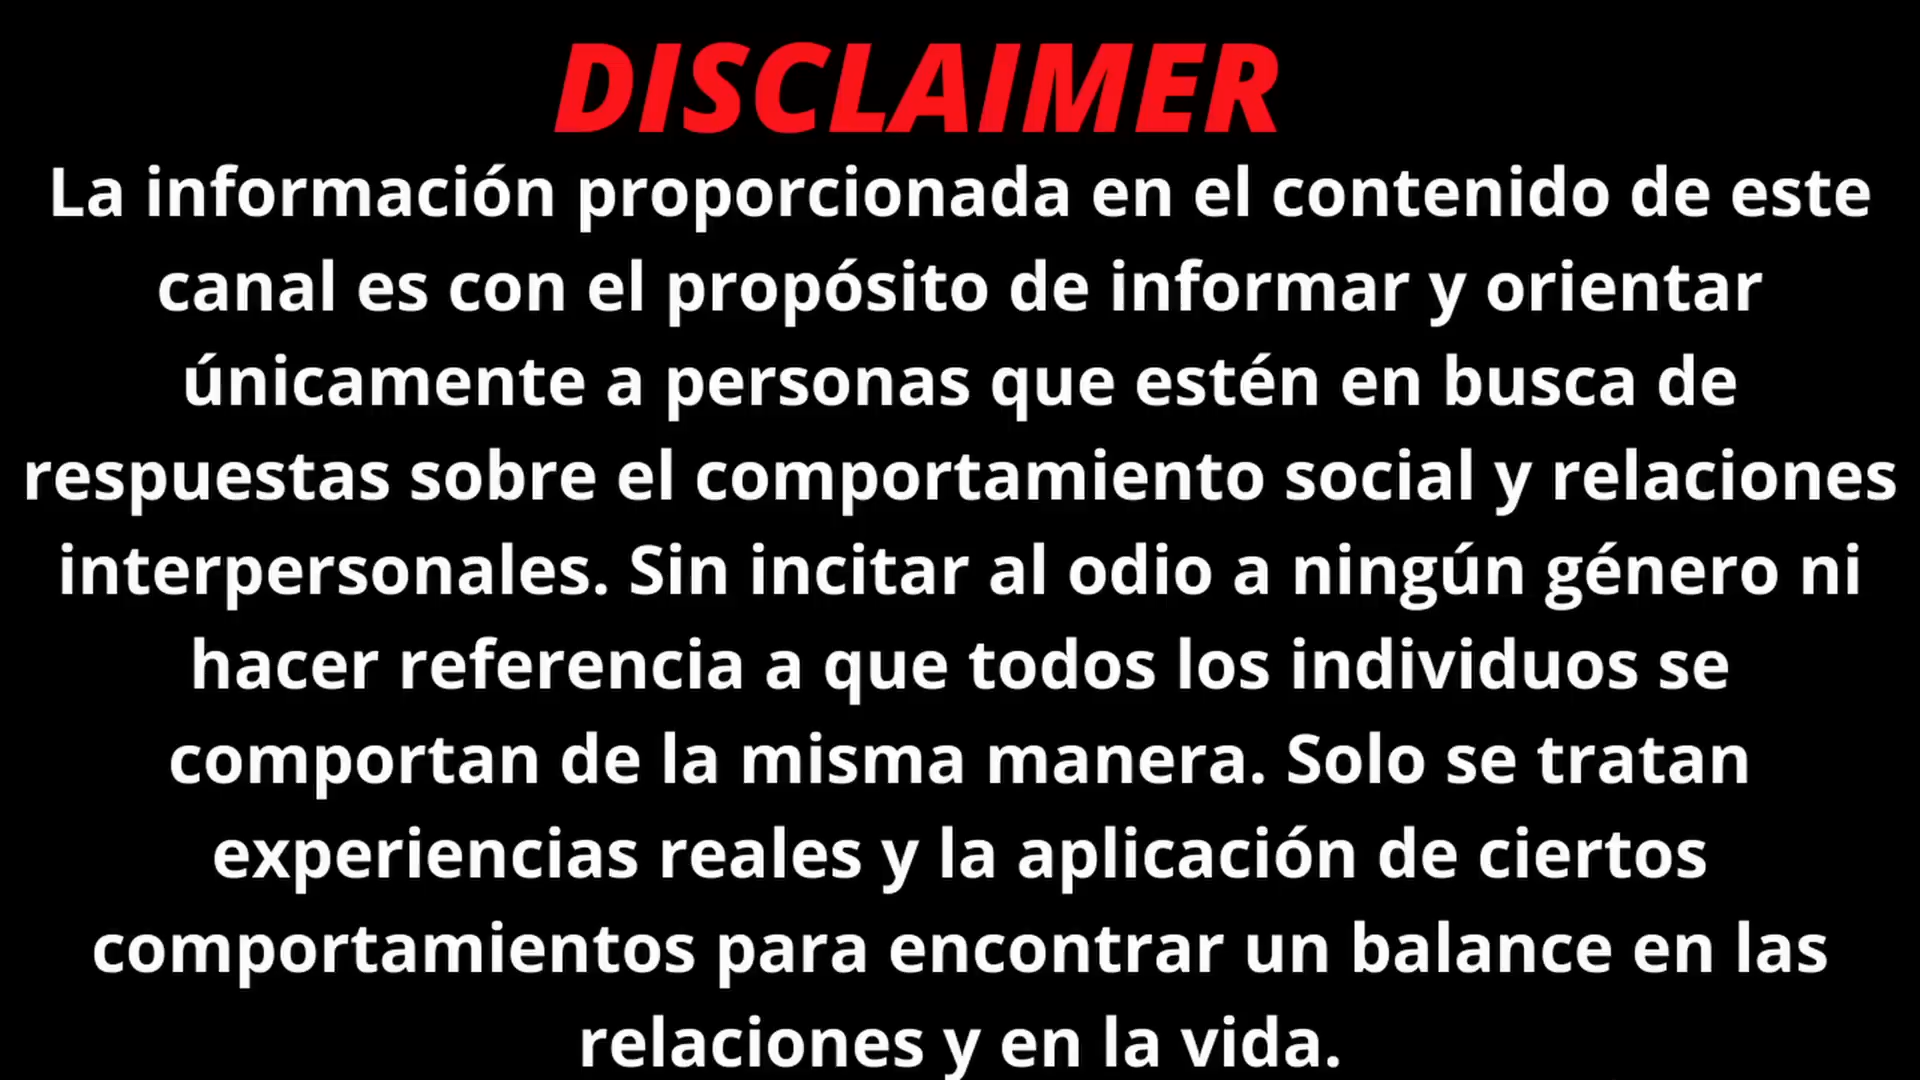 DISCLAIMER
La información proporcionada en el contenido de este
canal es con el propósito de informar y orientar
únicamente a personas que estén en busca de
respuestas sobre el comportamiento social y relaciones
interpersonales. Sin incitar al odio a ningún género ni
hacer referencia a que todos los individuos se
comportan de la misma manera. Solo se tratan
experiencias reales y la aplicación de ciertos
comportamientos para encontrar un balance en las
relaciones y en la vida.